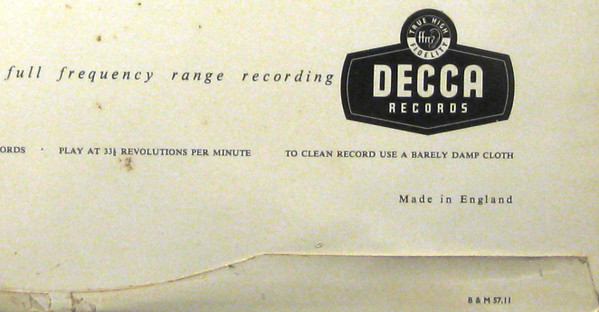 TRUE HIGH
ffrr
FIDELITY
full frequency range recording
DECCA
RECORDS
ORDS · PLAY AT 33⅓ REVOLUTIONS PER MINUTE TO CLEAN RECORD USE A BARELY DAMP CLOTH
Made in England
B & M 57.11